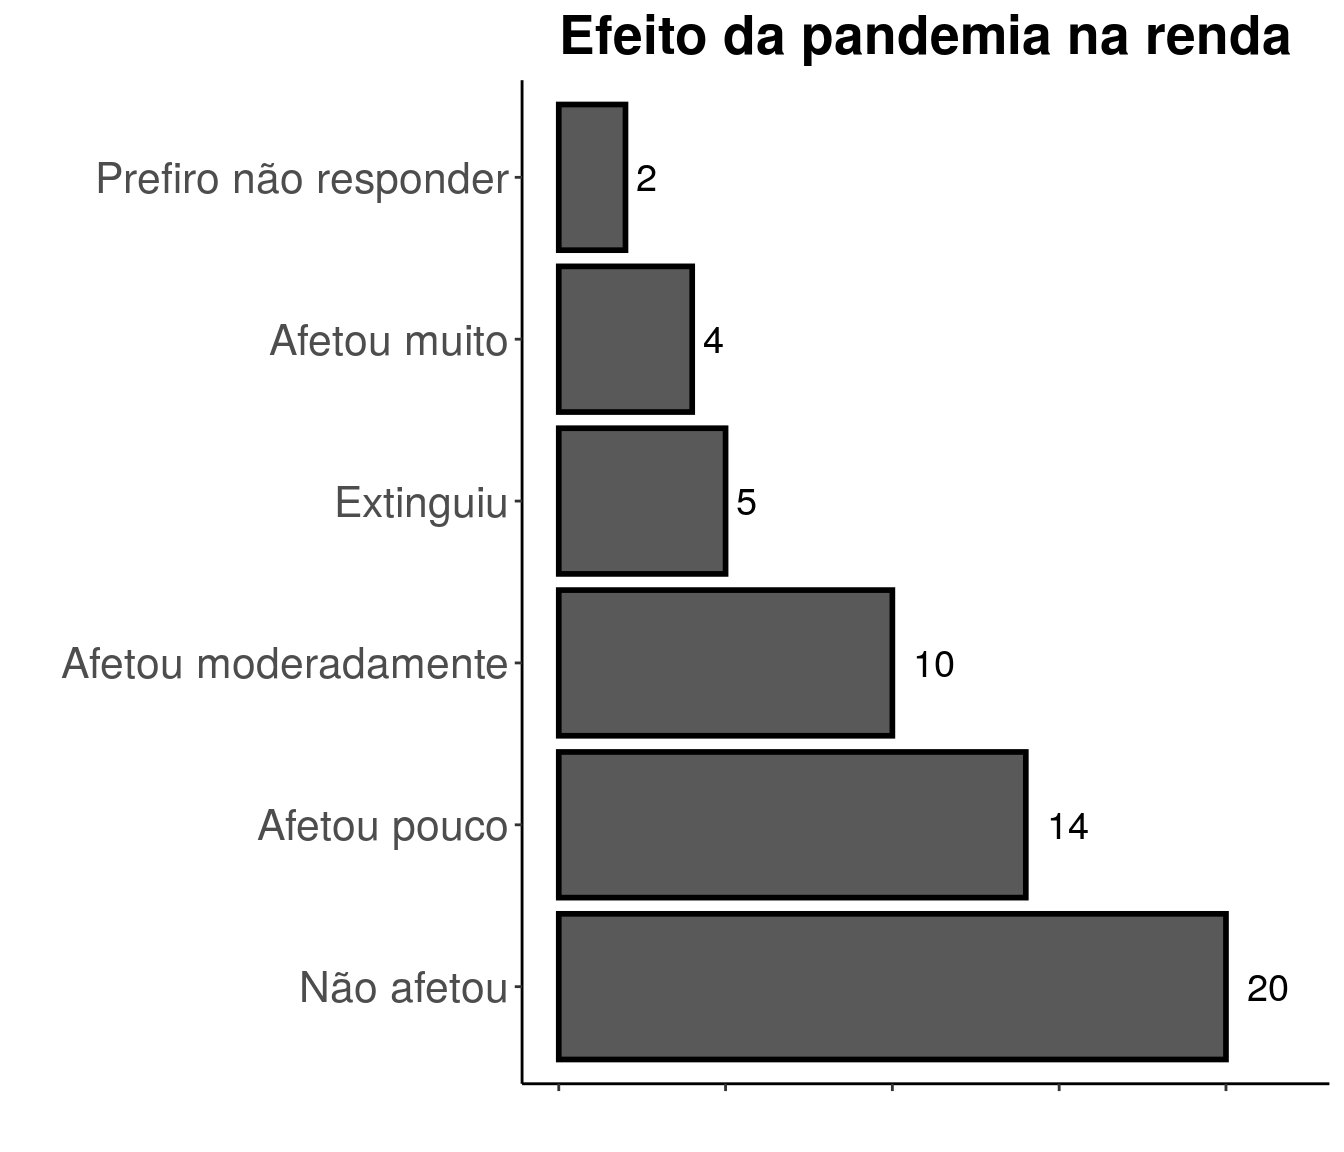 Efeito da pandemia na renda
Prefiro não responder 2
Afetou muito 4
Extinguiu 5
Afetou moderadamente 10
Afetou pouco 14
Não afetou 20